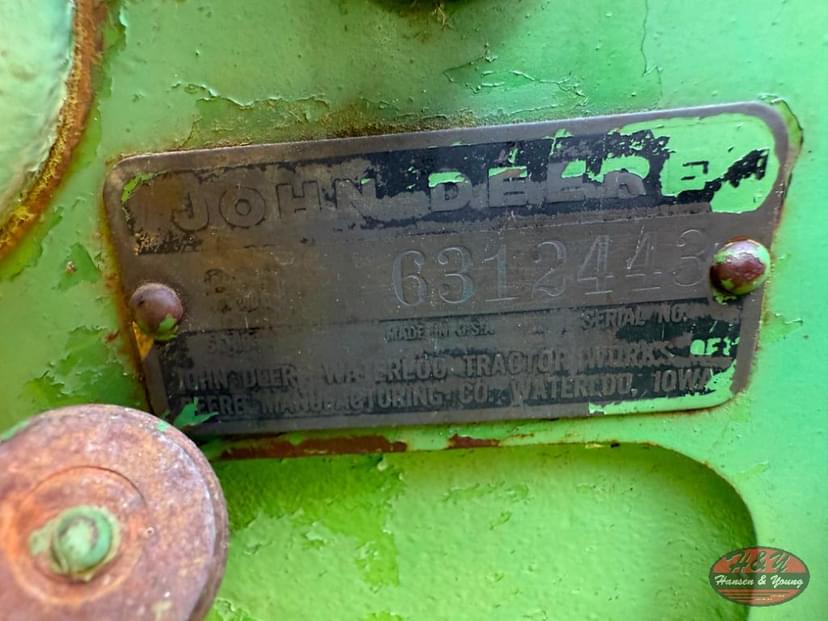 JOHN DEERE
6312443
MADE IN U.S.A. SERIAL NO.
JOHN DEERE WATERLOO TRACTOR WORKS OF
DEERE MANUFACTURING CO. WATERLOO, IOWA
H&Y
Hansen & Young